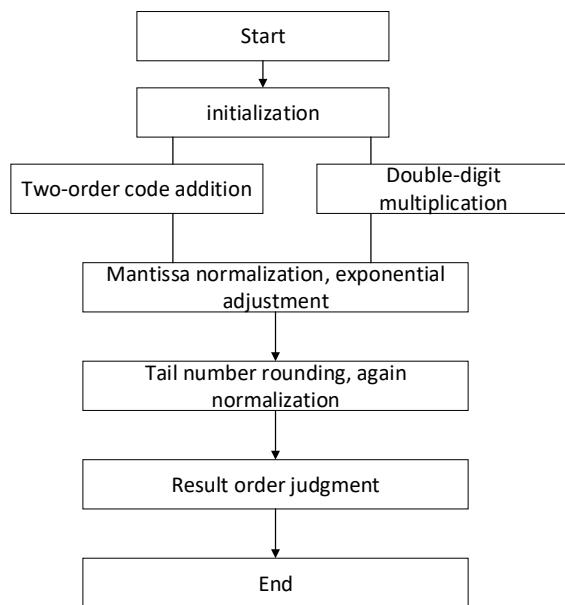 Start
initialization
Two-order code addition
Double-digit
multiplication
Mantissa normalization, exponential
adjustment
Tail number rounding, again
normalization
Result order judgment
End